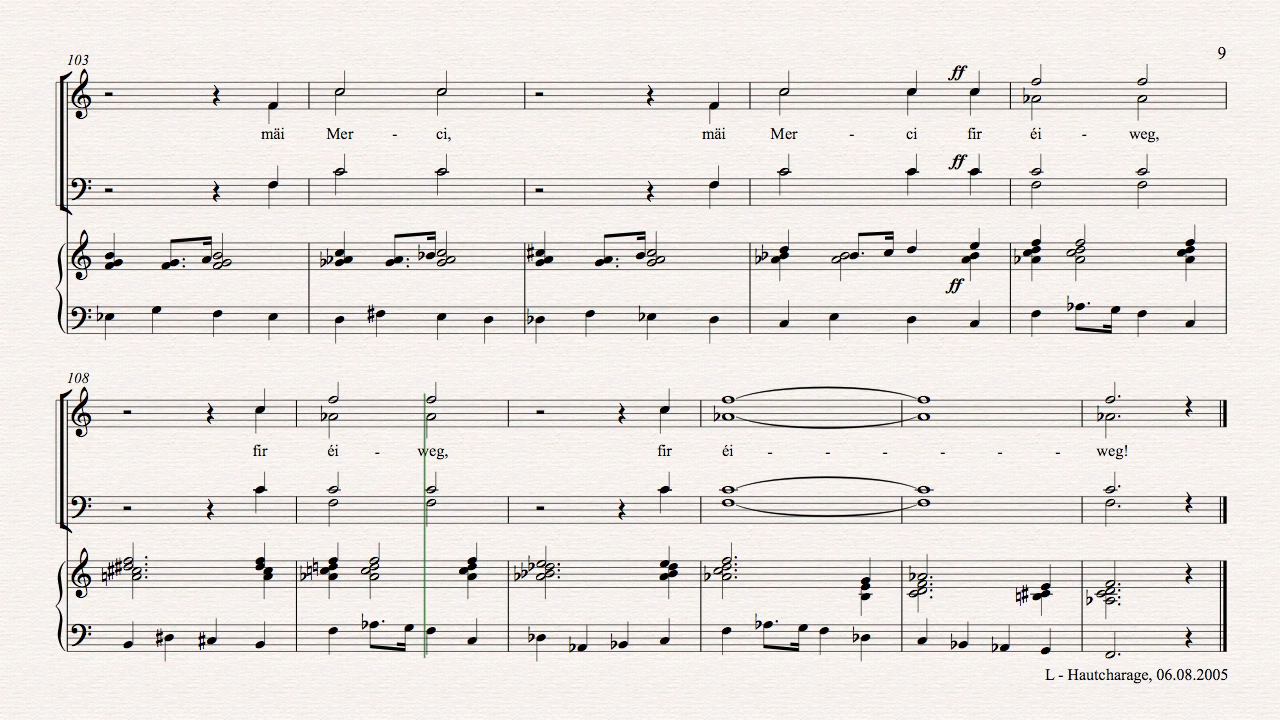 9
103
ff
mäi Mer - ci, mäi Mer - ci fir éi - weg,
ff
ff
108
fir éi - weg, fir éi - - - - - - weg!
L - Hautcharage, 06.08.2005